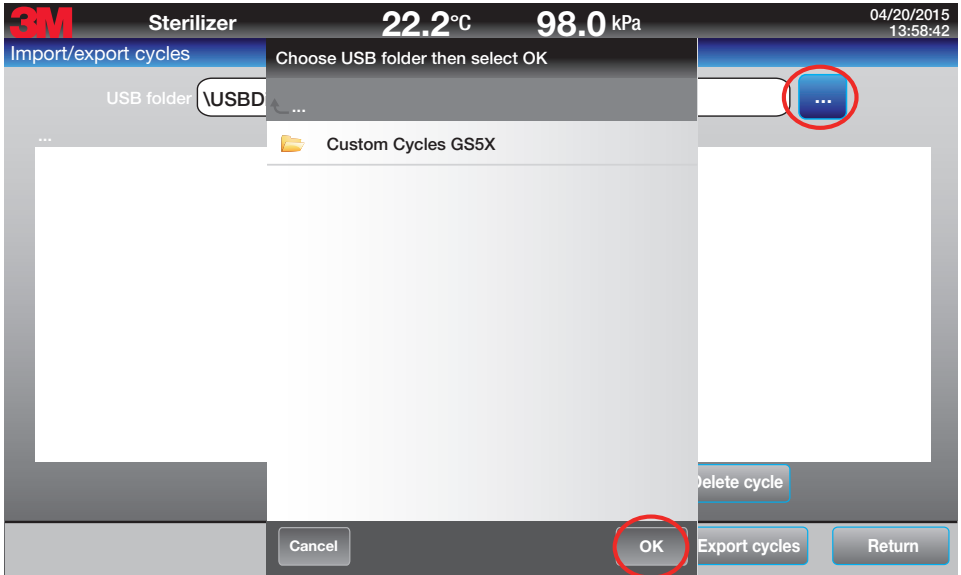 3M Sterilizer 22.2°C 98.0 kPa 04/20/2015
13:58:42
Import/export cycles
Choose USB folder then select OK
USB folder \USBD
...
...
...
Custom Cycles GS5X
elete cycle
Cancel
OK
Export cycles
Return